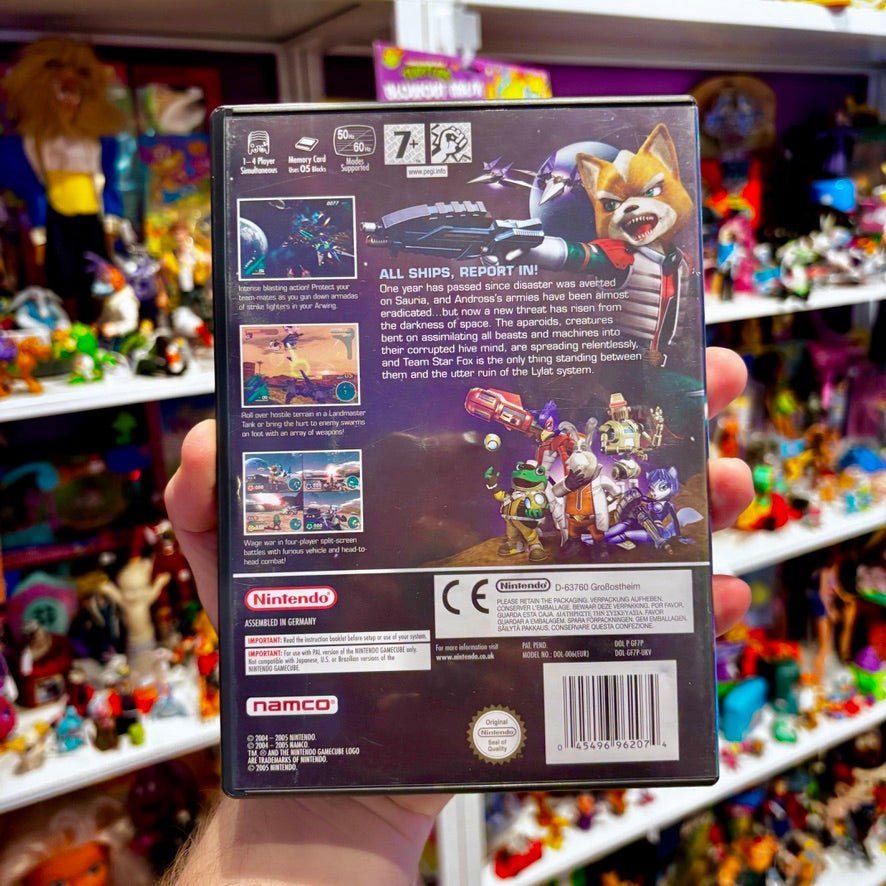 1-4 Player
Simultaneous
Memory Card
Uses 05 Blocks
50Hz
60Hz
Modes
Supported
7+
www.pegi.info
0077
Intense blasting action! Protect your
team-mates as you gun down armadas
of strike fighters in your Arwing.
Roll over hostile terrain in a Landmaster
Tank or bring the hurt to enemy swarms
on foot with an array of weapons!
Wage war in four-player split-screen
battles with furious vehicle and head-to-
head combat!
ALL SHIPS, REPORT IN!
One year has passed since disaster was averted
on Sauria, and Andross's armies have been almost
eradicated...but now a new threat has risen from
the darkness of space. The aparoids, creatures
bent on assimilating all beasts and machines into
their corrupted hive mind, are spreading relentlessly,
and Team Star Fox is the only thing standing between
them and the utter ruin of the Lylat system.
Nintendo
ASSEMBLED IN GERMANY
IMPORTANT: Read the instruction booklet before setup or use of your system.
IMPORTANT: For use with PAL version of the NINTENDO GAMECUBE only.
Not compatible with Japanese, U.S. or Brazilian versions of the
NINTENDO GAMECUBE.
CE Nintendo D-63760 Großostheim
PLEASE RETAIN THE PACKAGING. VERPACKUNG AUFHEBEN.
CONSERVER L'EMBALLAGE. BEWAAR DEZE VERPAKKING. POR FAVOR,
GUARDA ESTA CAJA. ΔΙΑΤΗΡΗΣΤΕ ΤΗΝ ΣΥΣΚΕΥΑΣΙΑ. FAVOR
GUARDAR A EMBALAGEM. SPARA FÖRPACKNINGEN. GEM EMBALLAGEN.
SÄILYTÄ PAKKAUS. CONSERVARE QUESTA CONFEZIONE.
For more information visit
www.nintendo.co.uk
PAT. PEND.
MODEL NO.: DOL-006(EUR)
DOL P GF7P
DOL-GF7P-UKV
namco
© 2004 – 2005 NINTENDO.
© 2004 – 2005 NAMCO.
TM, ® AND THE NINTENDO GAMECUBE LOGO
ARE TRADEMARKS OF NINTENDO.
© 2005 NINTENDO.
Original
Nintendo
Seal of
Quality
0 45496 96207 4